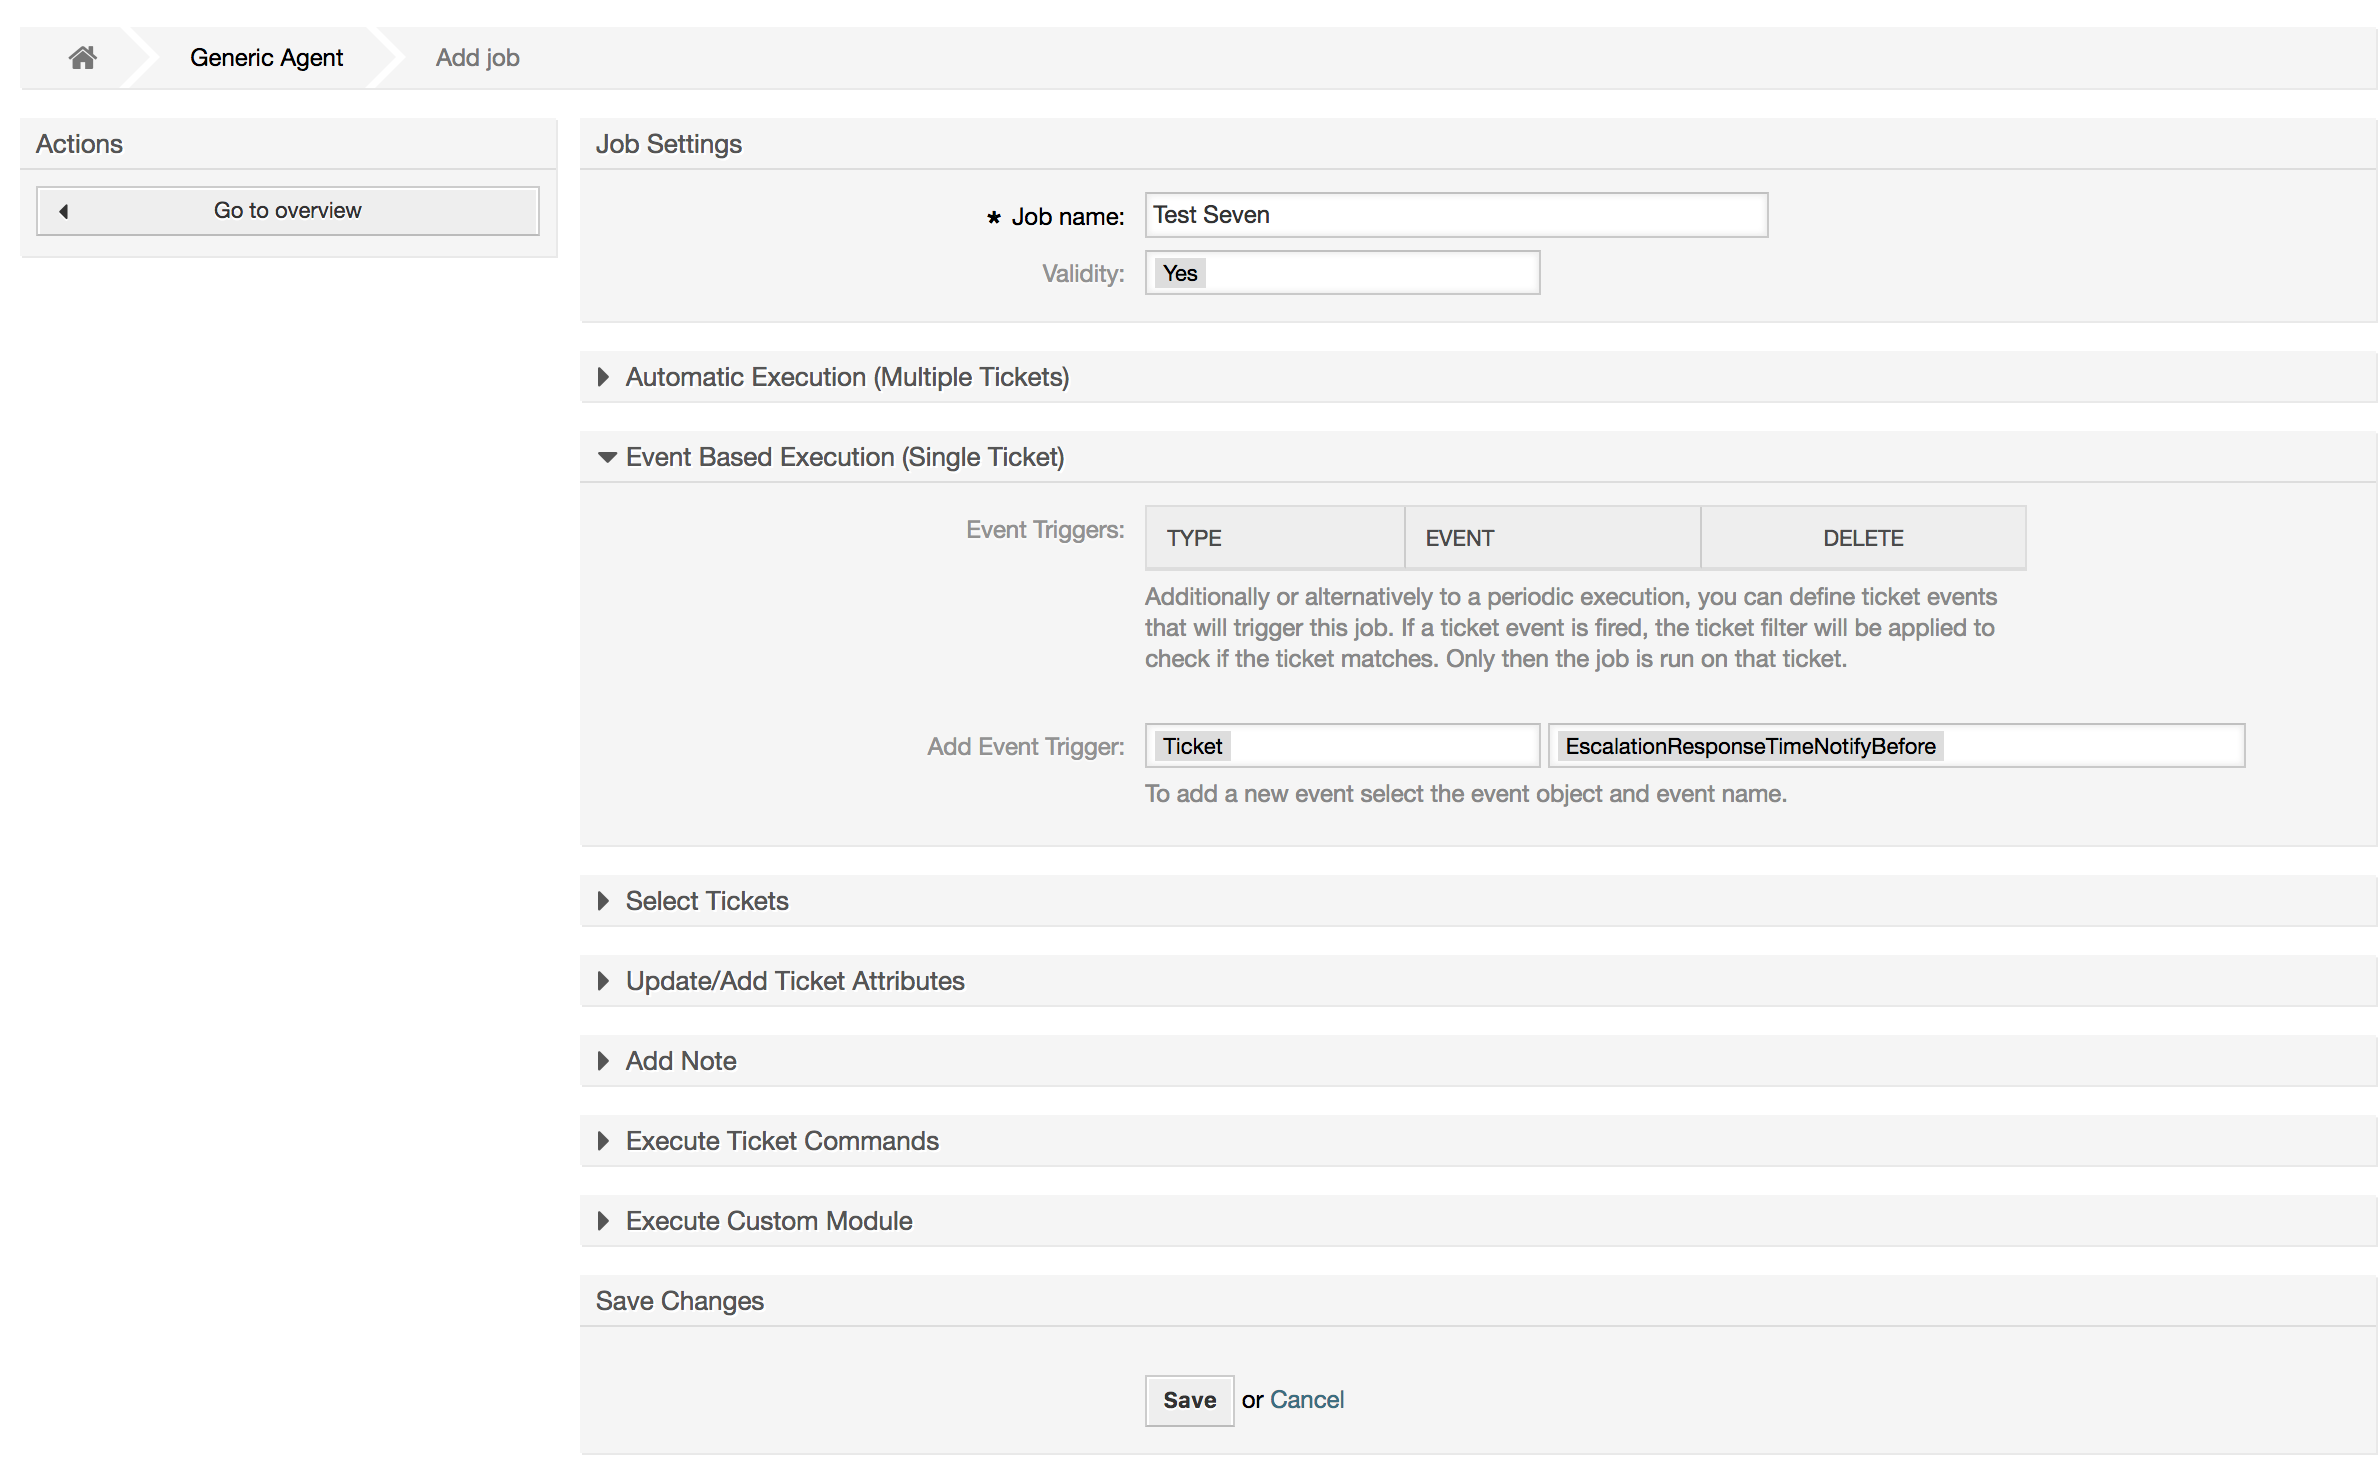 Generic Agent
Add job
Actions
Go to overview
Job Settings
* Job name: Test Seven
Validity: Yes
Automatic Execution (Multiple Tickets)
Event Based Execution (Single Ticket)
Event Triggers: TYPE EVENT DELETE
Additionally or alternatively to a periodic execution, you can define ticket events
that will trigger this job. If a ticket event is fired, the ticket filter will be applied to
check if the ticket matches. Only then the job is run on that ticket.
Add Event Trigger: Ticket EscalationResponseTimeNotifyBefore
To add a new event select the event object and event name.
Select Tickets
Update/Add Ticket Attributes
Add Note
Execute Ticket Commands
Execute Custom Module
Save Changes
Save or Cancel